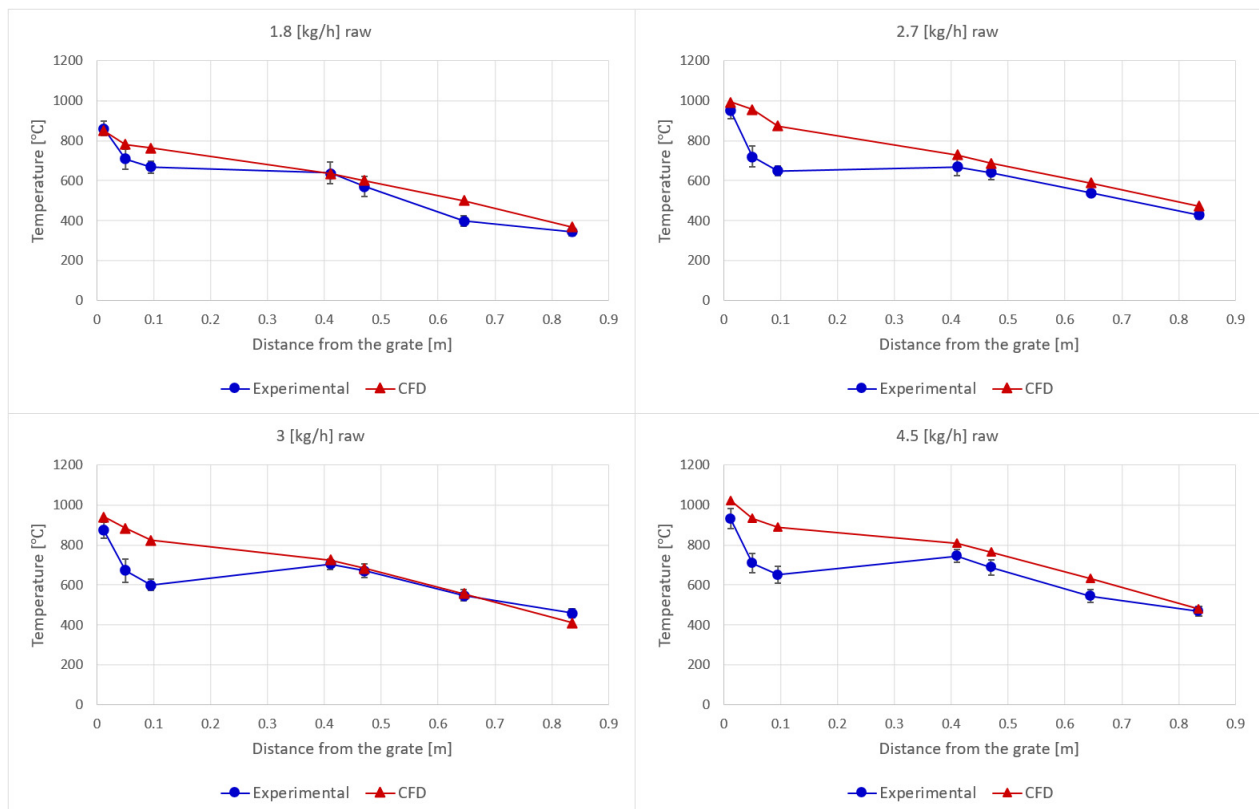 1.8 [kg/h] raw
1200
1000
800
600
400
200
0
Temperature [°C]
0 0.1 0.2 0.3 0.4 0.5 0.6 0.7 0.8 0.9
Distance from the grate [m]
Experimental CFD
2.7 [kg/h] raw
1200
1000
800
600
400
200
0
Temperature [°C]
0 0.1 0.2 0.3 0.4 0.5 0.6 0.7 0.8 0.9
Distance from the grate [m]
Experimental CFD
3 [kg/h] raw
1200
1000
800
600
400
200
0
Temperature [°C]
0 0.1 0.2 0.3 0.4 0.5 0.6 0.7 0.8 0.9
Distance from the grate [m]
Experimental CFD
4.5 [kg/h] raw
1200
1000
800
600
400
200
0
Temperature [°C]
0 0.1 0.2 0.3 0.4 0.5 0.6 0.7 0.8 0.9
Distance from the grate [m]
Experimental CFD